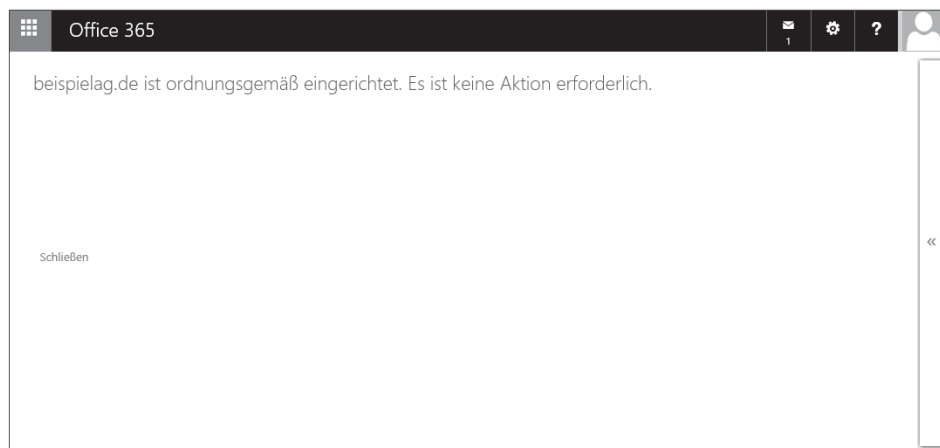 Office 365
1
?
beispielag.de ist ordnungsgemäß eingerichtet. Es ist keine Aktion erforderlich.
«
Schließen